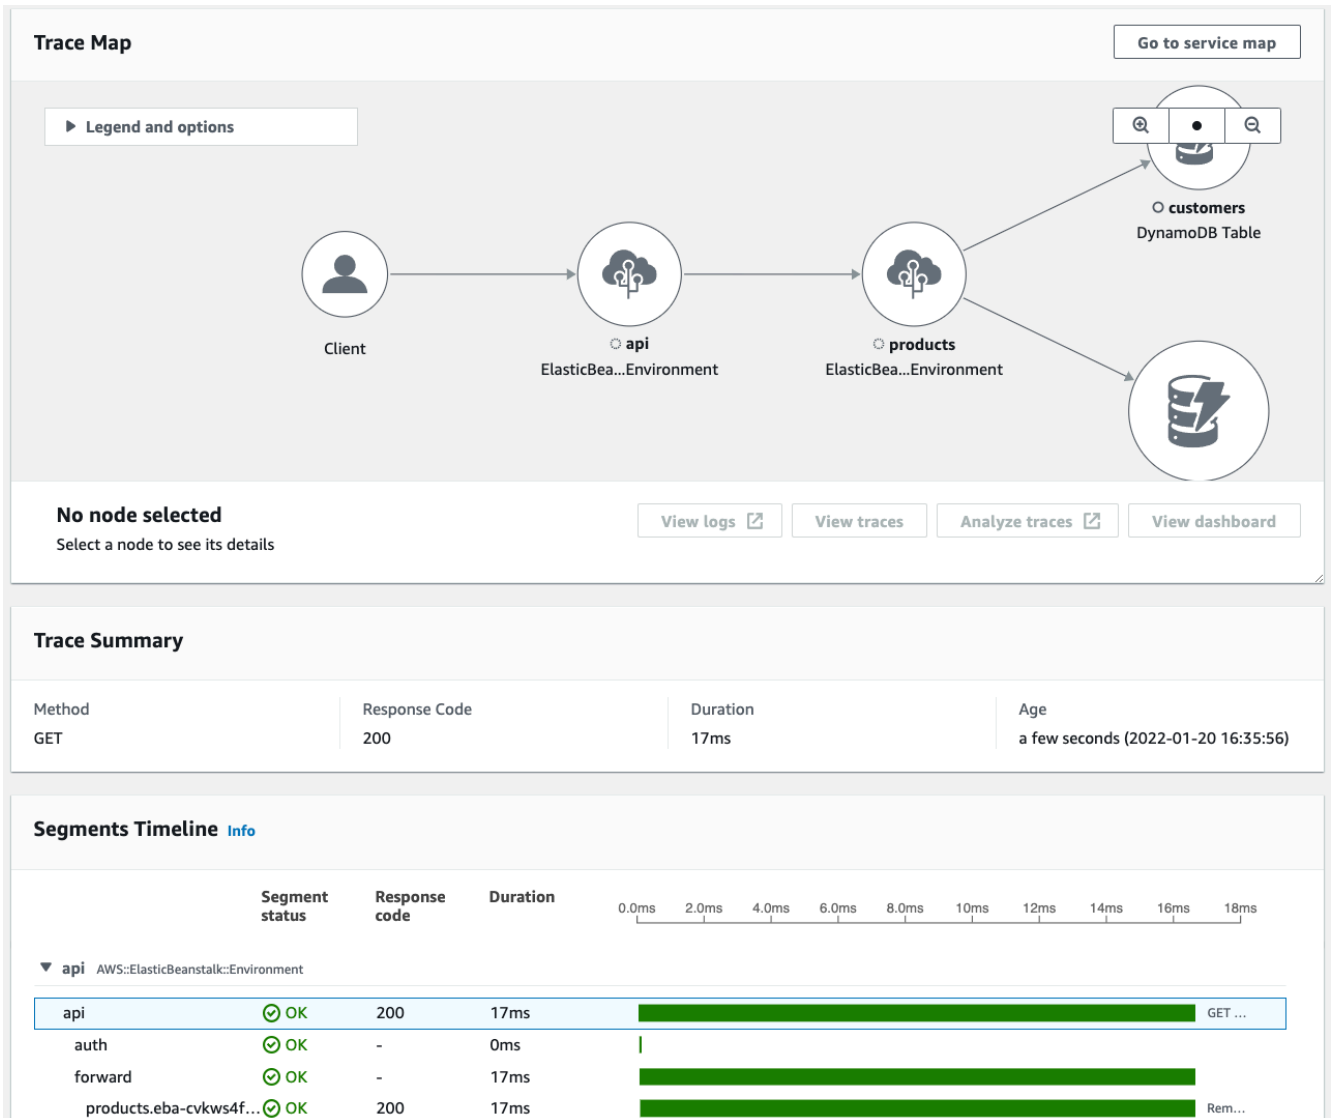 Trace Map
Go to service map
Legend and options
customers
DynamoDB Table
Client
api
ElasticBea...Environment
products
ElasticBea...Environment
No node selected
Select a node to see its details
View logs
View traces
Analyze traces
View dashboard
Trace Summary
Method
Response Code
Duration
Age
GET
200
17ms
a few seconds (2022-01-20 16:35:56)
Segments Timeline Info
Segment status
Response code
Duration
0.0ms 2.0ms 4.0ms 6.0ms 8.0ms 10ms 12ms 14ms 16ms 18ms
api AWS::ElasticBeanstalk::Environment
api OK 200 17ms GET ...
auth OK - 0ms
forward OK - 17ms
products.eba-cvkws4f... OK 200 17ms Rem...